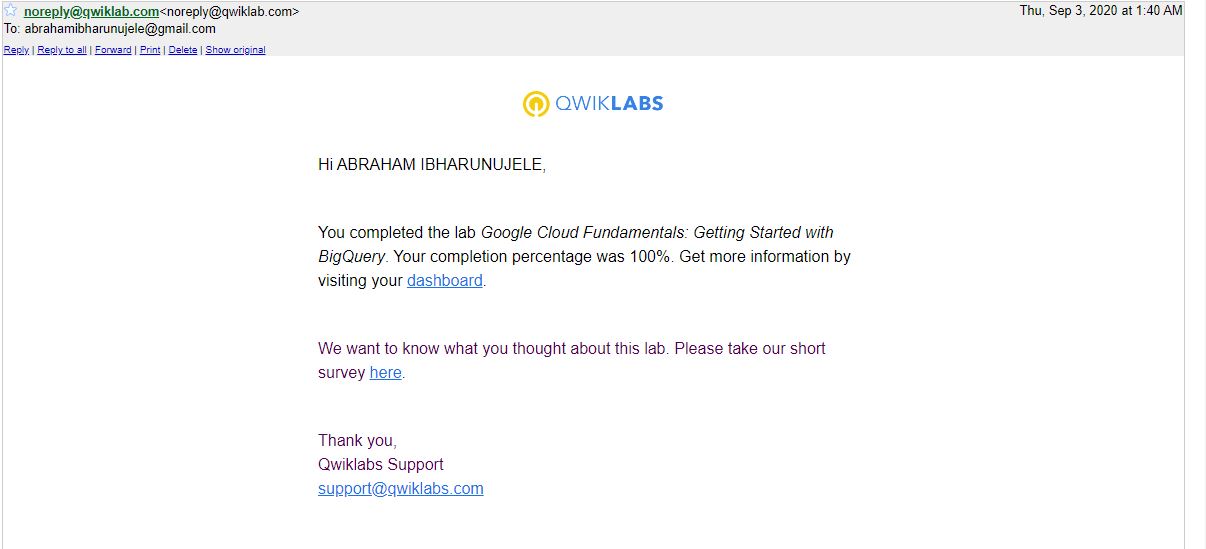 noreply@qwiklab.com<noreply@qwiklab.com> Thu, Sep 3, 2020 at 1:40 AM
To: abrahamibharunujele@gmail.com
Reply | Reply to all | Forward | Print | Delete | Show original
QWIKLABS
Hi ABRAHAM IBHARUNUJELE,
You completed the lab Google Cloud Fundamentals: Getting Started with
BigQuery. Your completion percentage was 100%. Get more information by
visiting your dashboard.
We want to know what you thought about this lab. Please take our short
survey here.
Thank you,
Qwiklabs Support
support@qwiklabs.com